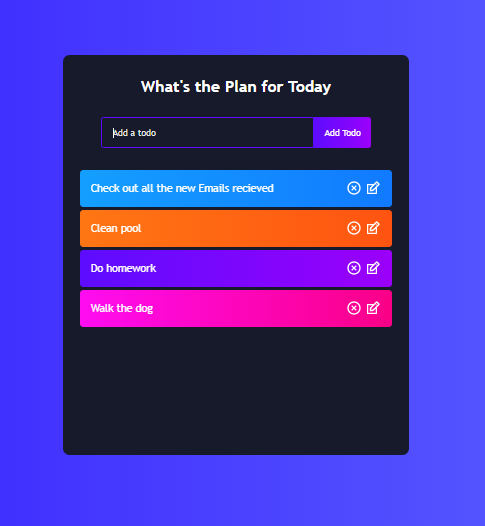 What's the Plan for Today
Add a todo
Add Todo
Check out all the new Emails recieved
Clean pool
Do homework
Walk the dog